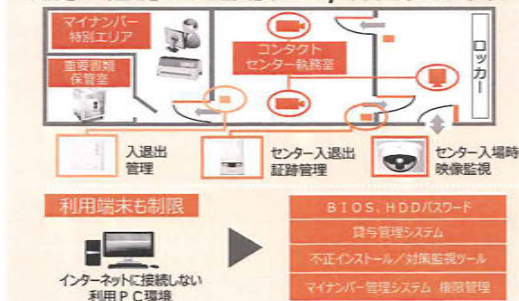 マイナンバー
特別エリア
重要書類
保管室
コンタクト
センター執務室
ロッカー
入退出
管理
センター入退出
証跡管理
センター入場時
映像監視
利用端末も制限
インターネットに接続しない
利用PC環境
BIOS、HDDパスワード
貸与管理システム
不正インストール/対策監視ツール
マイナンバー管理システム 権限管理